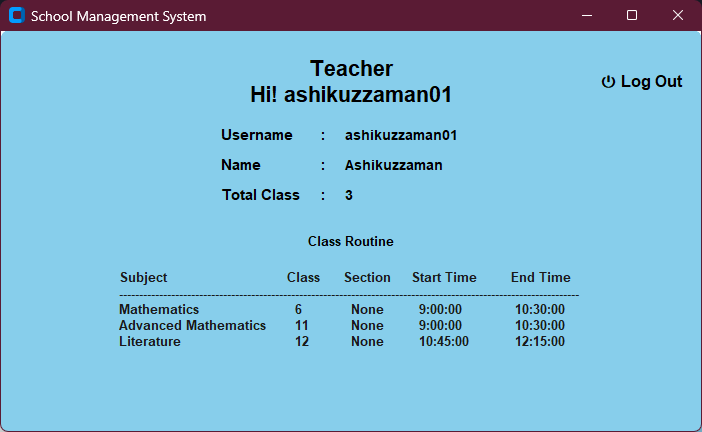 School Management System
Teacher
Hi! ashikuzzaman01
Log Out
Username : ashikuzzaman01
Name : Ashikuzzaman
Total Class : 3
Class Routine
Subject Class Section Start Time End Time
Mathematics 6 None 9:00:00 10:30:00
Advanced Mathematics 11 None 9:00:00 10:30:00
Literature 12 None 10:45:00 12:15:00